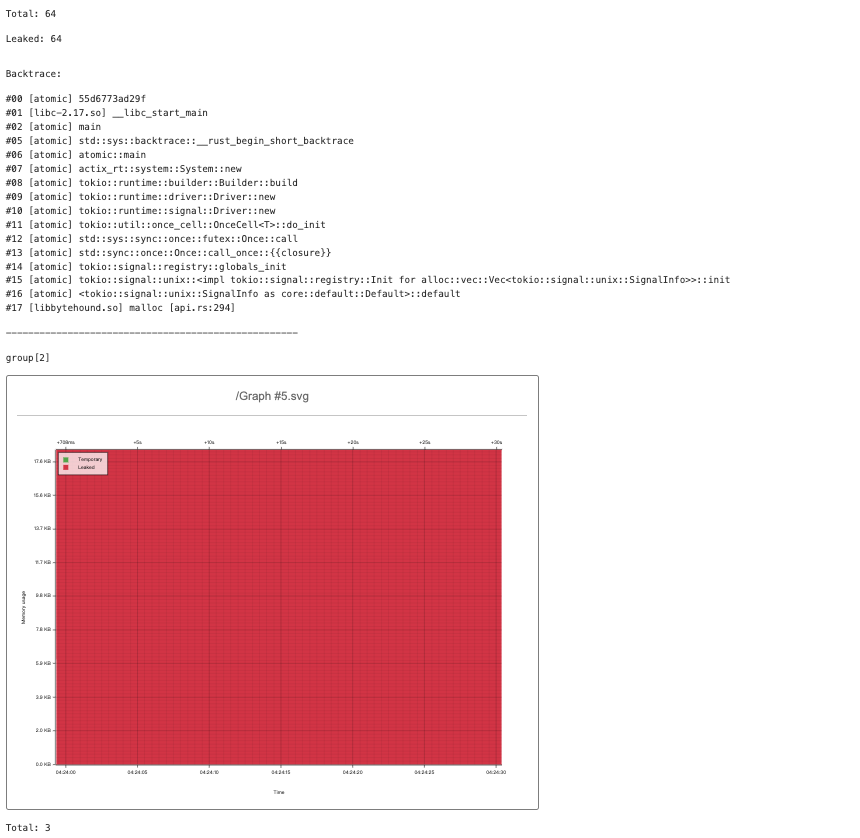 Total: 64
Leaked: 64
Backtrace:
#00 [atomic] 55d6773ad29f
#01 [libc-2.17.so] __libc_start_main
#02 [atomic] main
#05 [atomic] std::sys::backtrace::__rust_begin_short_backtrace
#06 [atomic] atomic::main
#07 [atomic] actix_rt::system::System::new
#08 [atomic] tokio::runtime::builder::Builder::build
#09 [atomic] tokio::runtime::driver::Driver::new
#10 [atomic] tokio::runtime::signal::Driver::new
#11 [atomic] tokio::util::once_cell::OnceCell<T>::do_init
#12 [atomic] std::sys::sync::once::futex::Once::call
#13 [atomic] std::sync::once::Once::call_once::{{closure}}
#14 [atomic] tokio::signal::registry::globals_init
#15 [atomic] tokio::signal::unix::<impl tokio::signal::registry::Init for alloc::vec::Vec<tokio::signal::unix::SignalInfo>>::init
#16 [atomic] <tokio::signal::unix::SignalInfo as core::default::Default>::default
#17 [libbytehound.so] malloc [api.rs:294]
----------------------------------------------------
group[2]
/Graph #5.svg
+708ms +5s +10s +15s +20s +25s +30s
Temporary
Leaked
17.6 KB
15.6 KB
13.7 KB
11.7 KB
9.8 KB
7.8 KB
5.9 KB
3.9 KB
2.0 KB
0.0 KB
Memory usage
04:24:00 04:24:05 04:24:10 04:24:15 04:24:20 04:24:25 04:24:30
Time
Total: 3